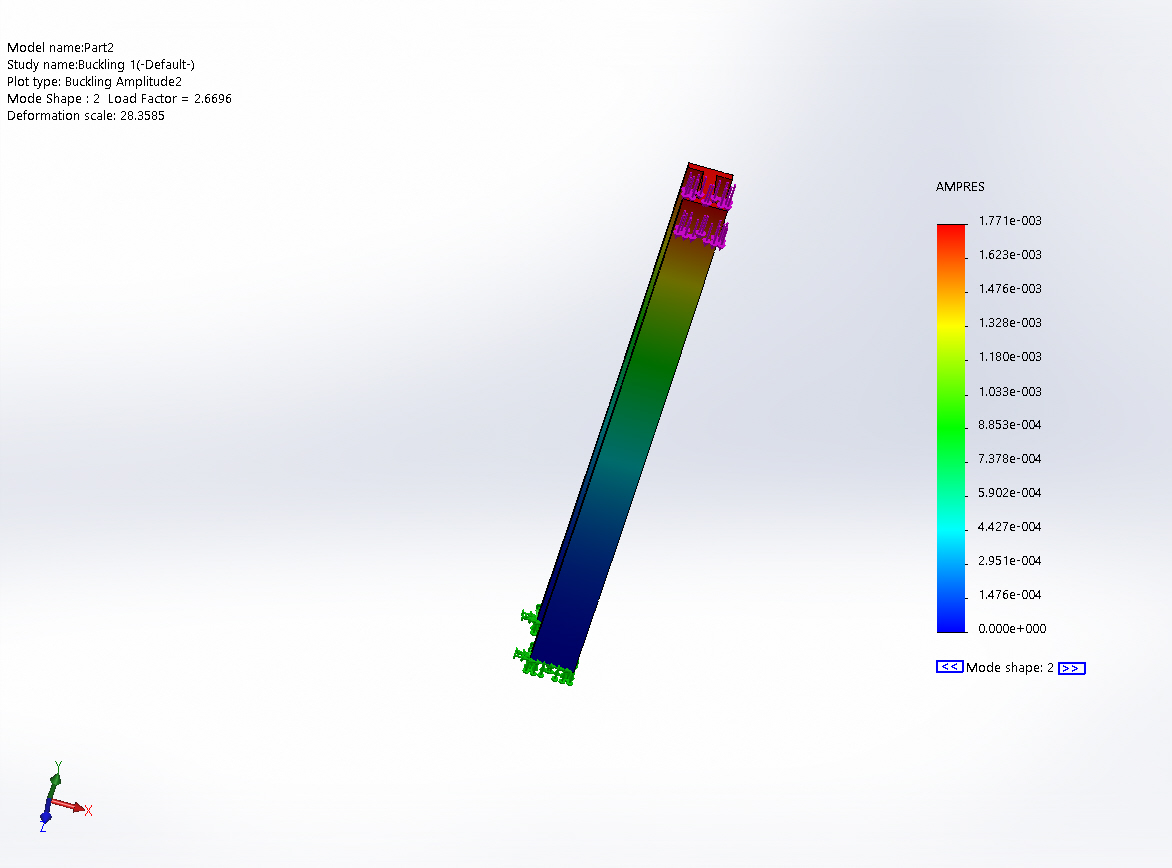 Model name:Part2
Study name:Buckling 1(-Default-)
Plot type: Buckling Amplitude2
Mode Shape : 2  Load Factor = 2.6696
Deformation scale: 28.3585
AMPRES
1.771e-003
1.623e-003
1.476e-003
1.328e-003
1.180e-003
1.033e-003
8.853e-004
7.378e-004
5.902e-004
4.427e-004
2.951e-004
1.476e-004
0.000e+000
<< Mode shape: 2 >>
Y
X
Z